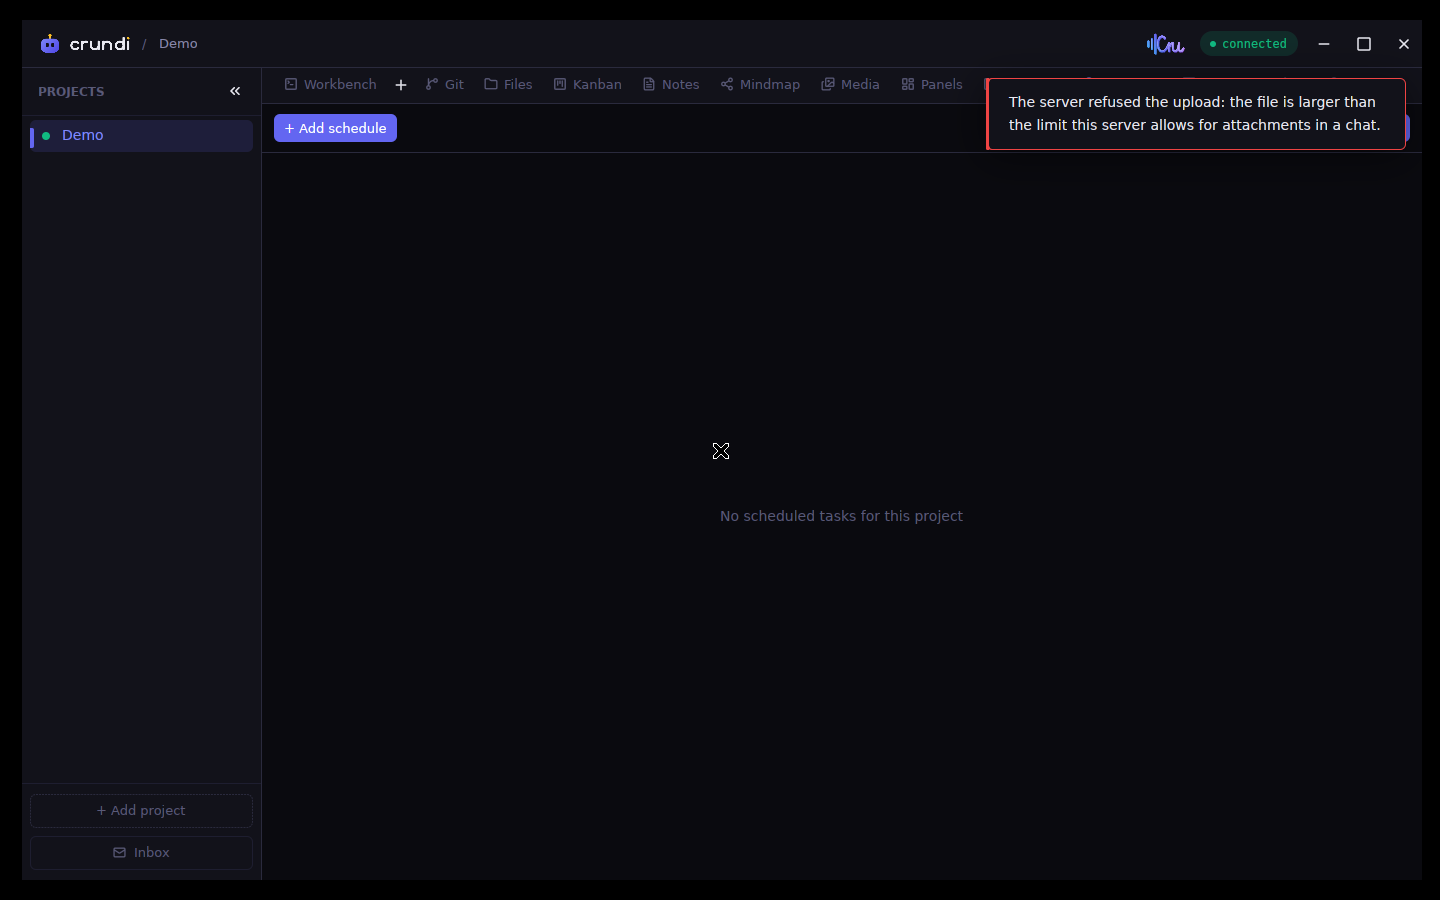 crundi / Demo
Cru
connected
PROJECTS
Workbench
Git
Files
Kanban
Notes
Mindmap
Media
Panels
The server refused the upload: the file is larger than
the limit this server allows for attachments in a chat.
Demo
+ Add schedule
No scheduled tasks for this project
+ Add project
Inbox